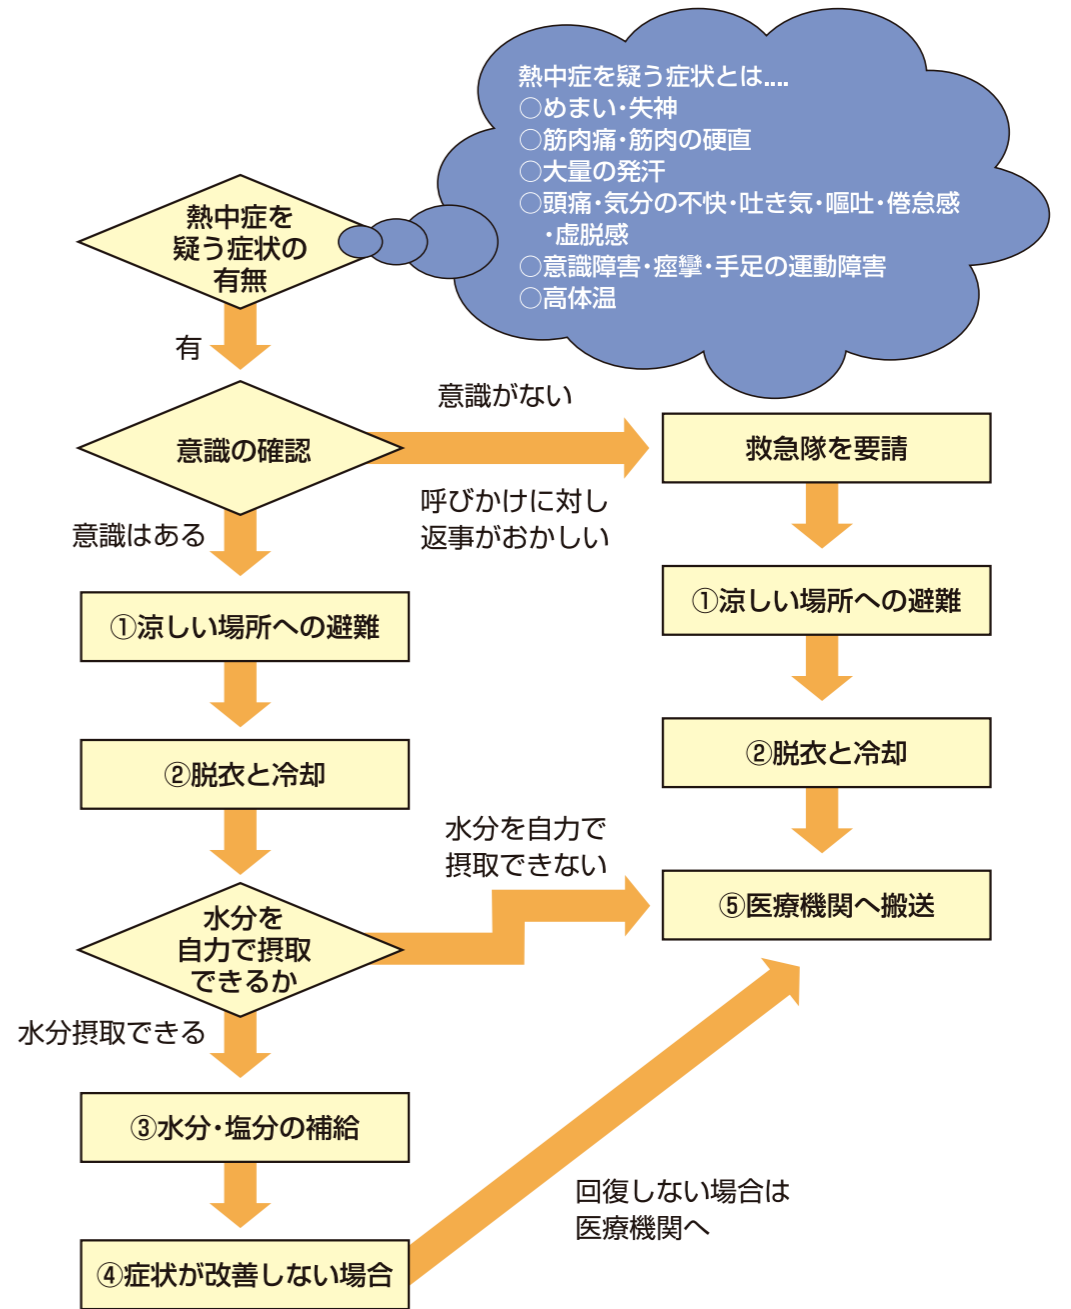 熱中症を疑う症状とは....
○めまい・失神
○筋肉痛・筋肉の硬直
○大量の発汗
○頭痛・気分の不快・吐き気・嘔吐・倦怠感
・虚脱感
○意識障害・痙攣・手足の運動障害
○高体温
熱中症を
疑う症状の
有無
有
意識の確認
意識がない
呼びかけに対し
返事がおかしい
救急隊を要請
意識はある
①涼しい場所への避難
①涼しい場所への避難
②脱衣と冷却
②脱衣と冷却
水分を自力で
摂取できない
水分を
自力で摂取
できるか
⑤医療機関へ搬送
水分摂取できる
③水分・塩分の補給
回復しない場合は
医療機関へ
④症状が改善しない場合